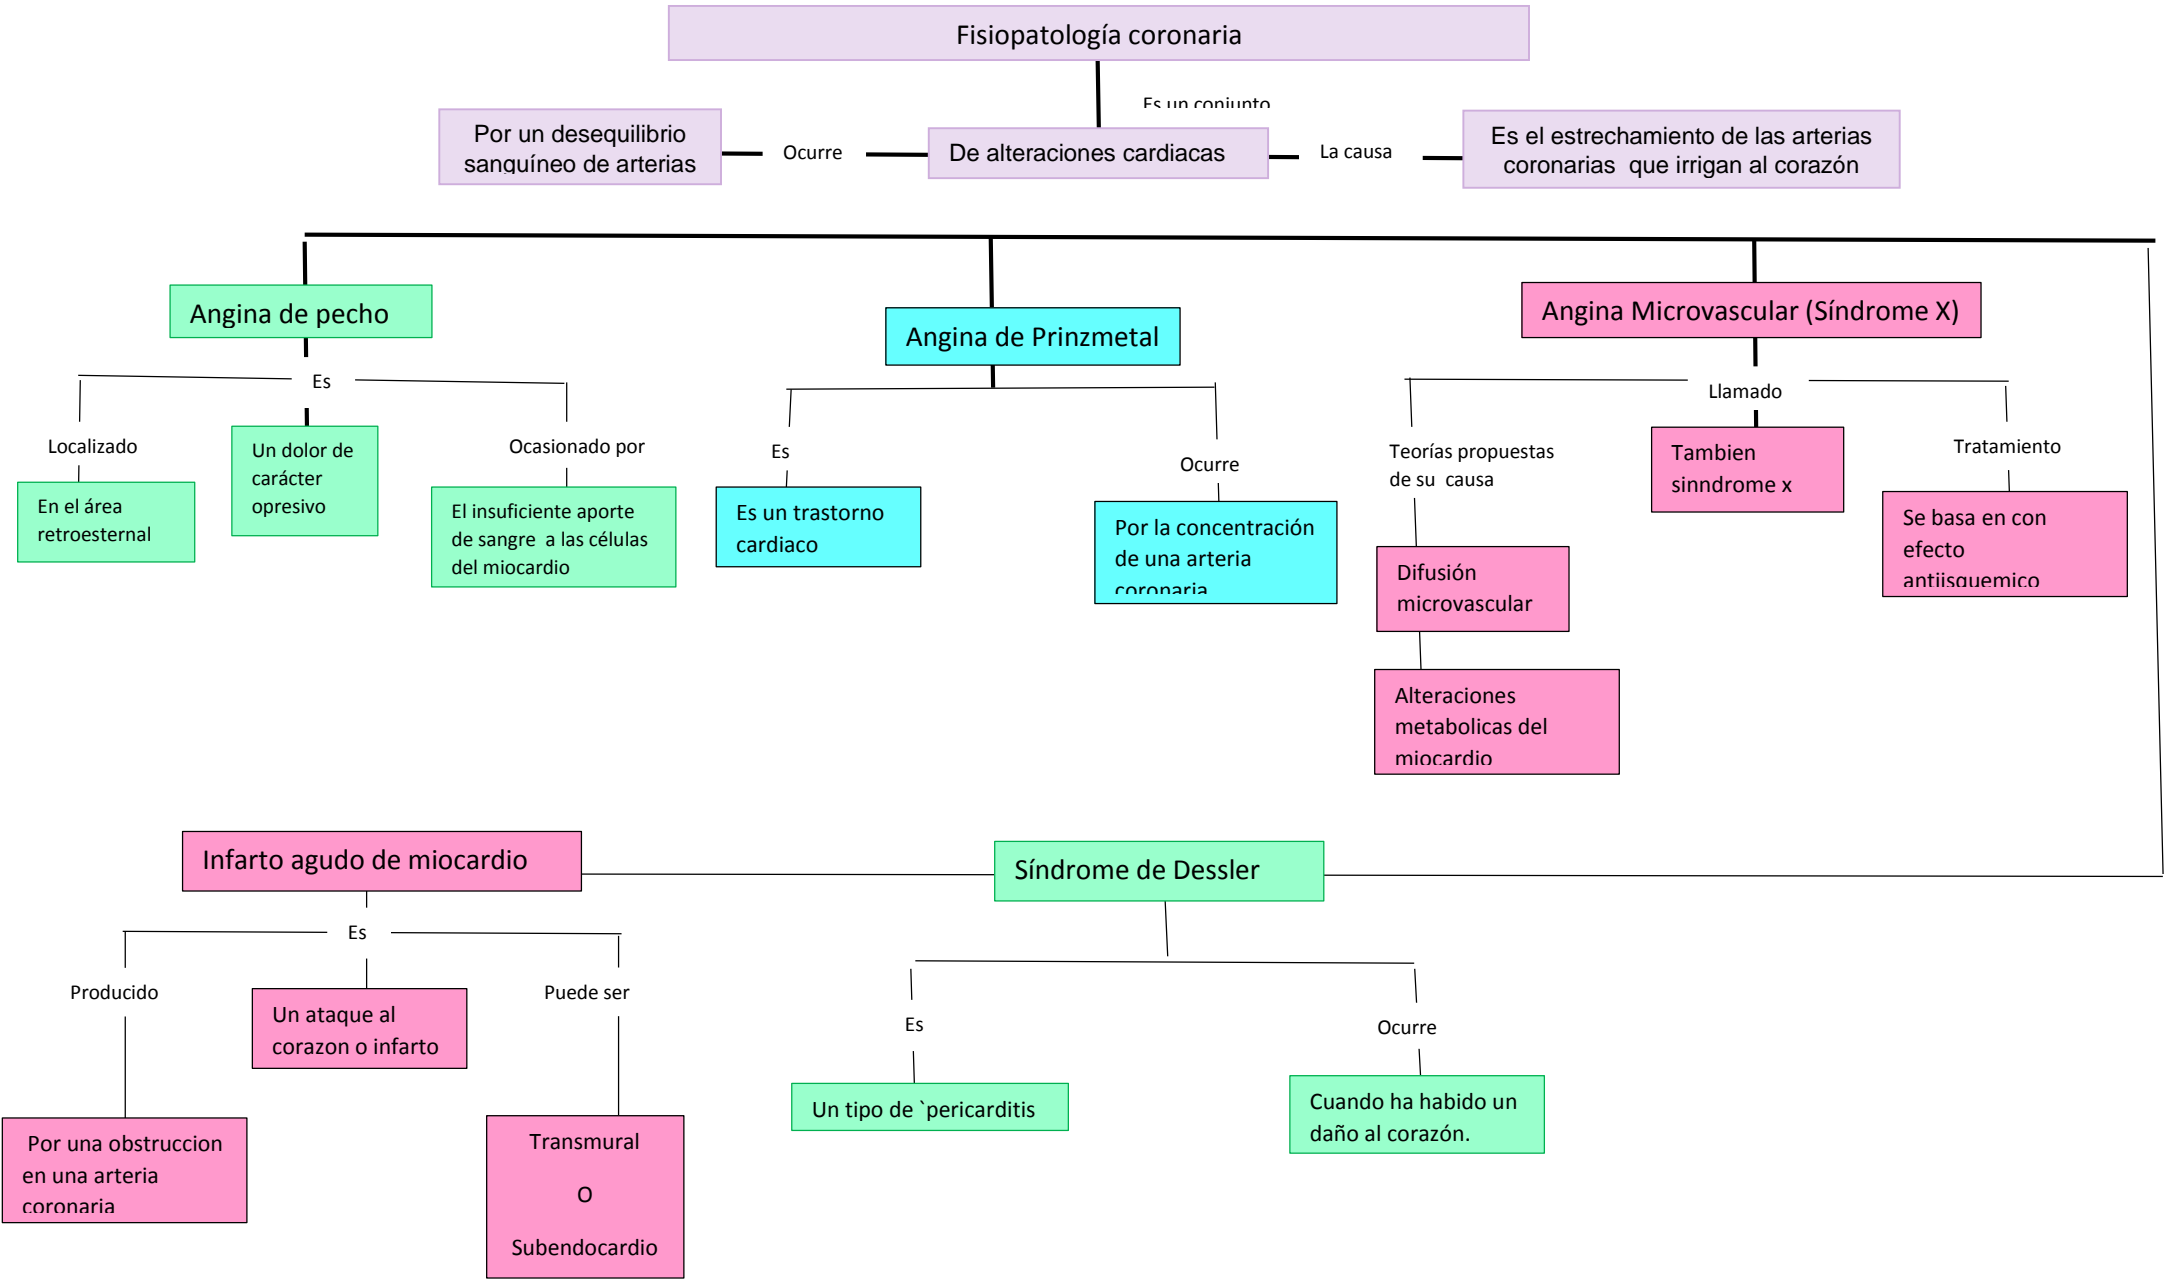 Fisiopatología coronaria
Es un conjunto
Por un desequilibrio
sanguíneo de arterias
Ocurre
De alteraciones cardiacas
La causa
Es el estrechamiento de las arterias
coronarias que irrigan al corazón
Angina de pecho
Es
Localizado
En el área
retroesternal
Un dolor de
carácter
opresivo
Ocasionado por
El insuficiente aporte
de sangre a las células
del miocardio
Angina de Prinzmetal
Es
Es un trastorno
cardiaco
Ocurre
Por la concentración
de una arteria
coronaria
Angina Microvascular (Síndrome X)
Llamado
Teorías propuestas
de su causa
Difusión
microvascular
Alteraciones
metabolicas del
miocardio
Tambien
sinndrome x
Tratamiento
Se basa en con
efecto
antiisquemico
Infarto agudo de miocardio
Es
Producido
Por una obstruccion
en una arteria
coronaria
Un ataque al
corazon o infarto
Puede ser
Transmural
O
Subendocardio
Síndrome de Dessler
Es
Un tipo de `pericarditis
Ocurre
Cuando ha habido un
daño al corazón.